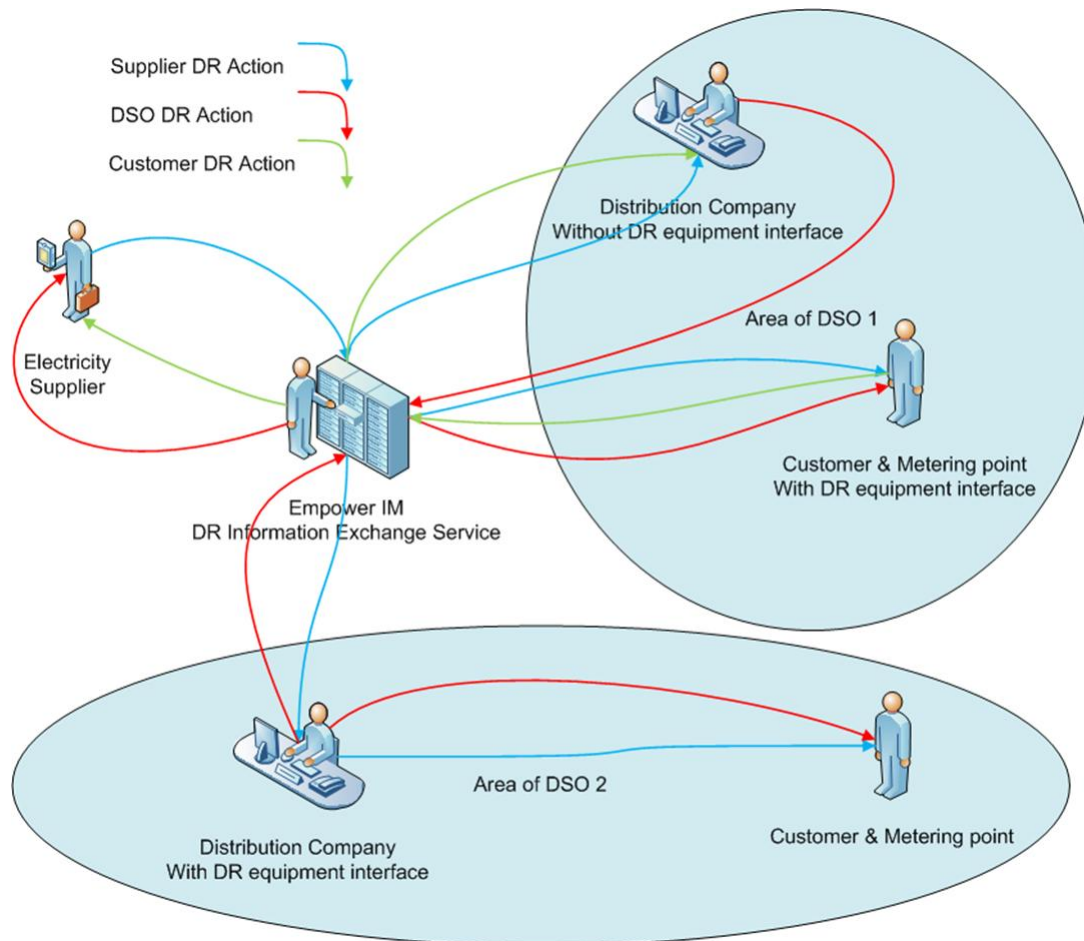 Supplier DR Action
DSO DR Action
Customer DR Action
Distribution Company
Without DR equipment interface
Area of DSO 1
Electricity
Supplier
Customer & Metering point
With DR equipment interface
Empower IM
DR Information Exchange Service
Area of DSO 2
Distribution Company
With DR equipment interface
Customer & Metering point